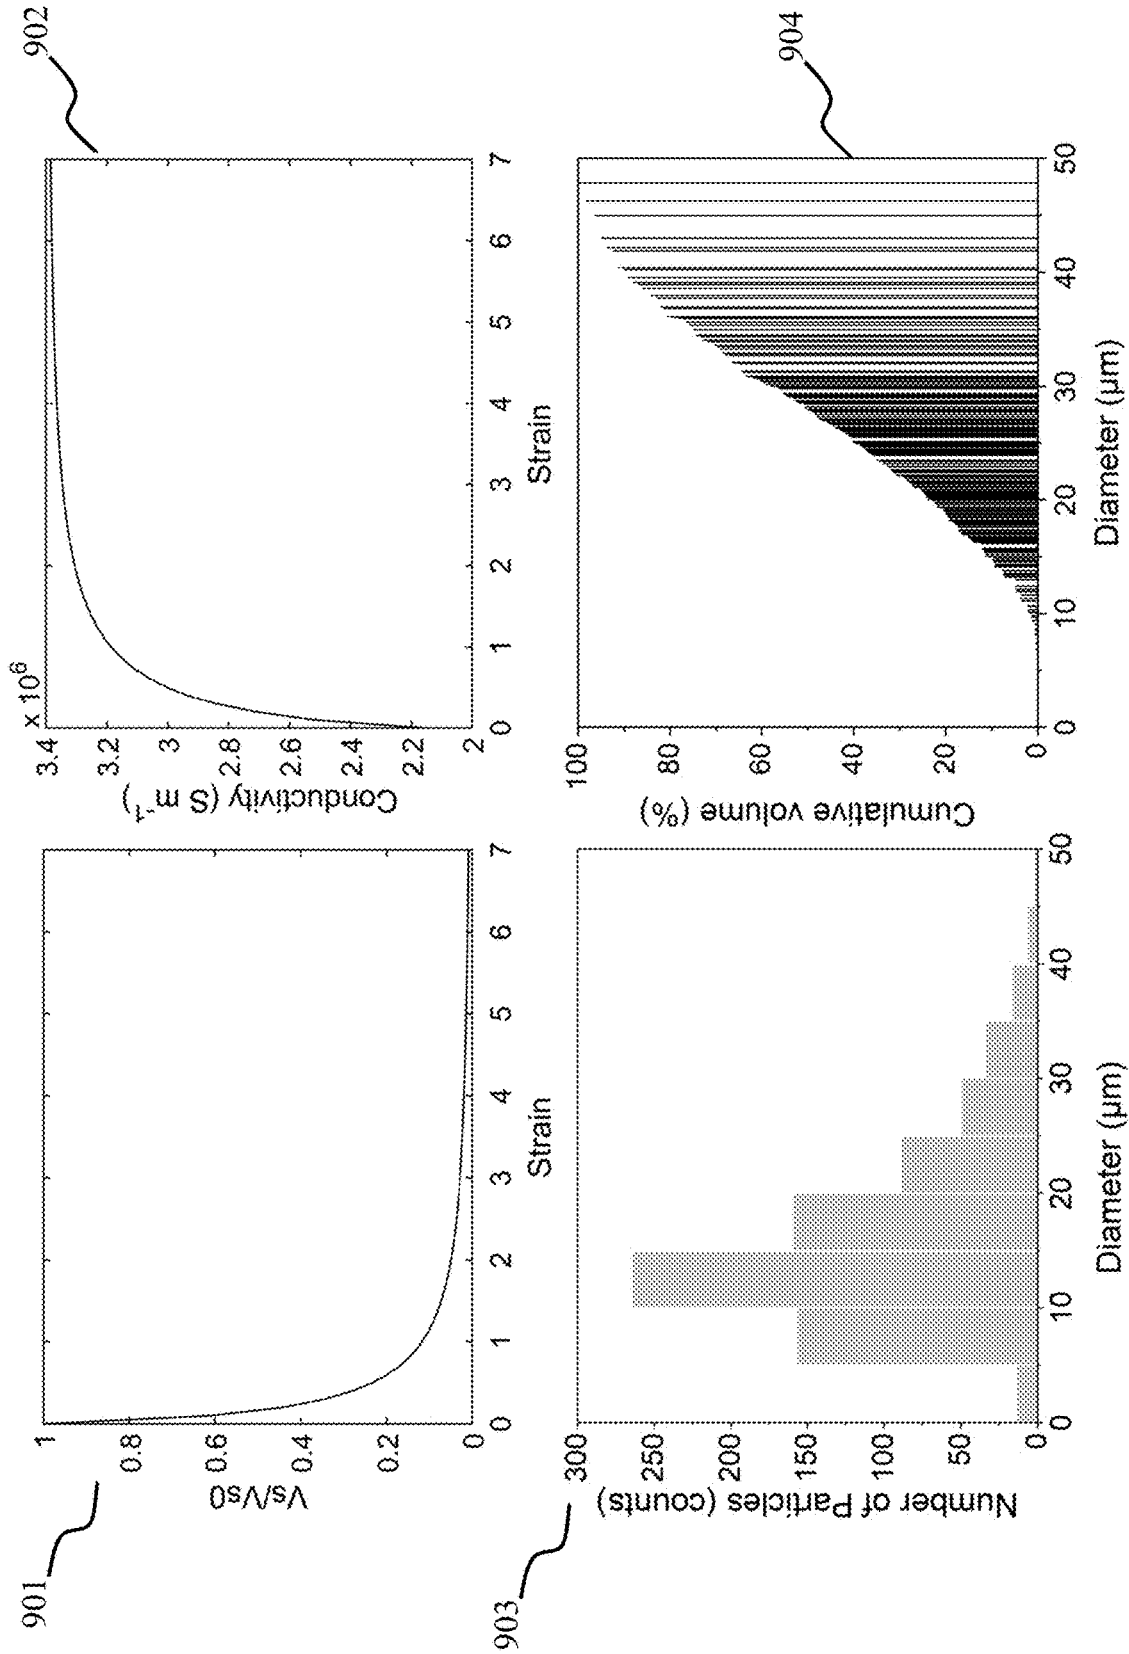 901
1
0.8
0.6
0.4
0.2
0
Vs/Vs0
0 1 2 3 4 5 6 7
Strain
902
x 10⁶
3.4
3.2
3
2.8
2.6
2.4
2.2
2
Conductivity (S m⁻¹)
0 1 2 3 4 5 6 7
Strain
903
300
250
200
150
100
50
0
Number of Particles (counts)
0 10 20 30 40 50
Diameter (µm)
904
100
80
60
40
20
0
Cumulative volume (%)
0 10 20 30 40 50
Diameter (µm)